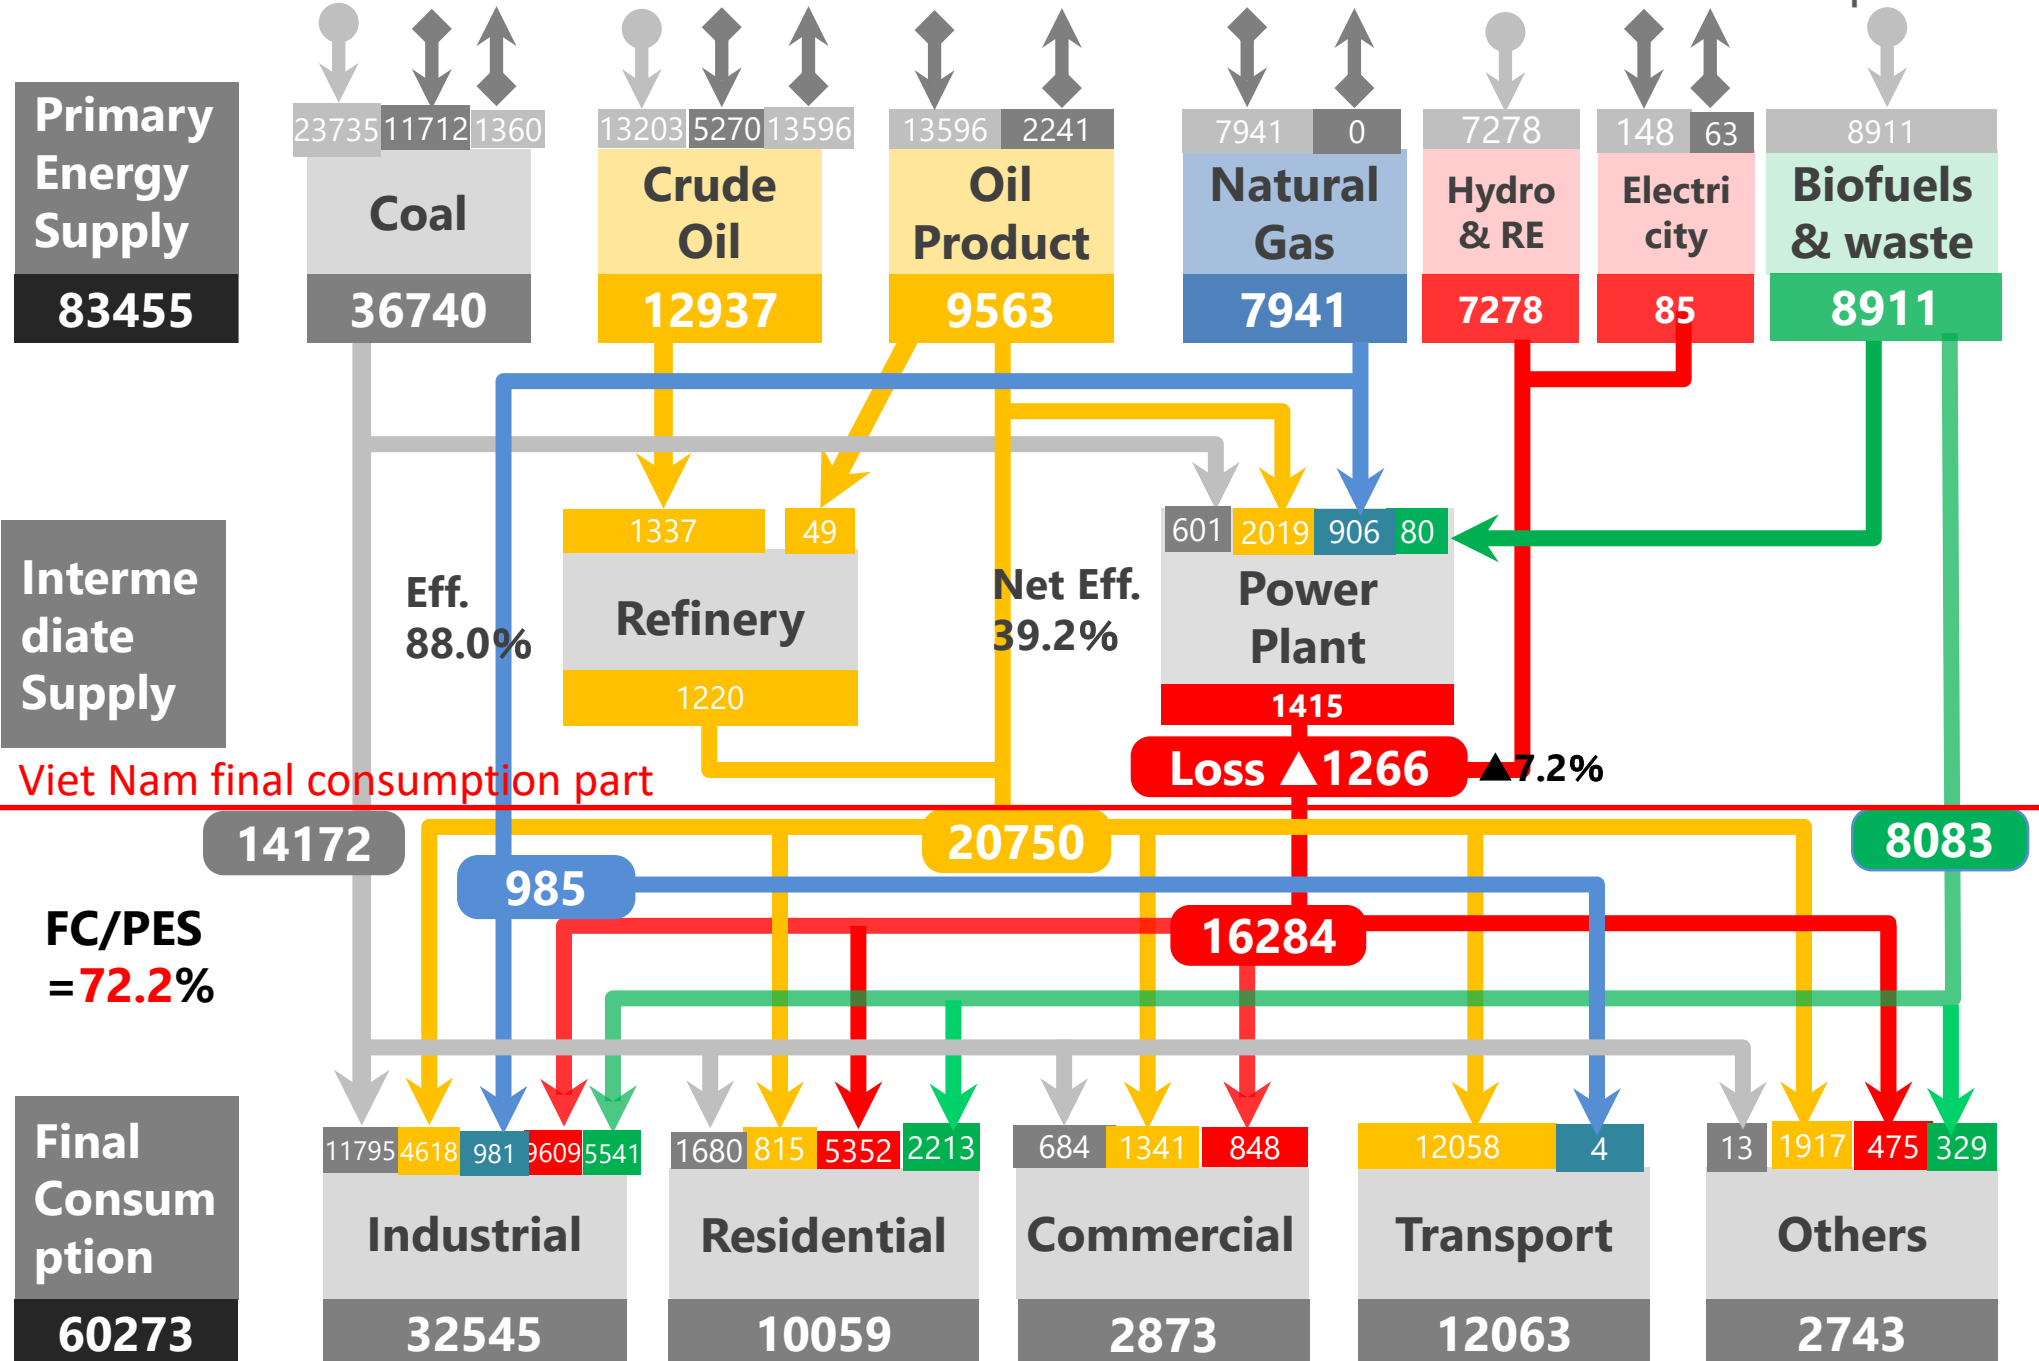 Primary
Energy
Supply
83455
23735 11712 1360
Coal
36740
13203 5270 13596
Crude
Oil
12937
13596 2241
Oil
Product
9563
7941 0
Natural
Gas
7941
7278
Hydro
& RE
7278
148 63
Electri
city
85
8911
Biofuels
& waste
8911
Interme
diate
Supply
Eff.
88.0%
1337 49
Refinery
1220
Net Eff.
39.2%
601 2019 906 80
Power
Plant
1415
Loss ▲1266
▲7.2%
Viet Nam final consumption part
14172
985
20750
16284
8083
FC/PES
=72.2%
Final
Consum
ption
60273
11795 4618 981 9609 5541
Industrial
32545
1680 815 5352 2213
Residential
10059
684 1341 848
Commercial
2873
12058 4
Transport
12063
13 1917 475 329
Others
2743